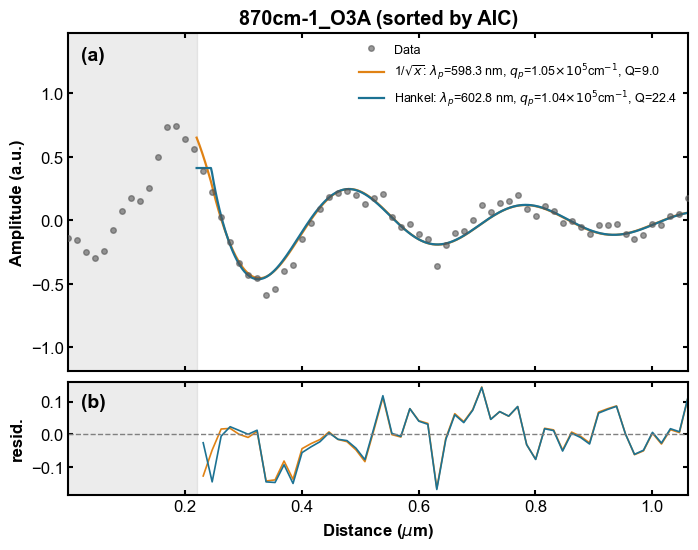 870cm-1_O3A (sorted by AIC)
(a)
Data
1/√x: λp=598.3 nm, qp=1.05×10⁵cm⁻¹, Q=9.0
Hankel: λp=602.8 nm, qp=1.04×10⁵cm⁻¹, Q=22.4
Amplitude (a.u.)
1.0
0.5
0.0
−0.5
−1.0
(b)
resid.
0.1
0.0
−0.1
0.2 0.4 0.6 0.8 1.0
Distance (μm)